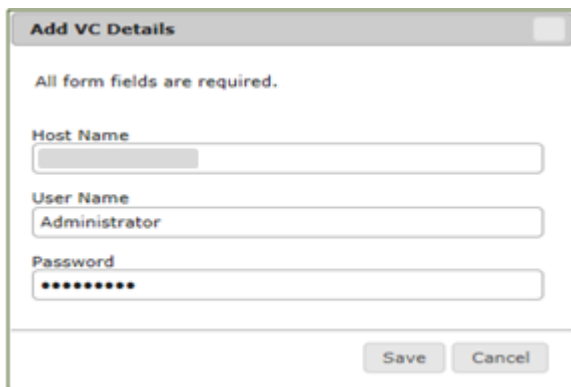 Add VC Details
All form fields are required.
Host Name
User Name
Administrator
Password
•••••••••
Save Cancel